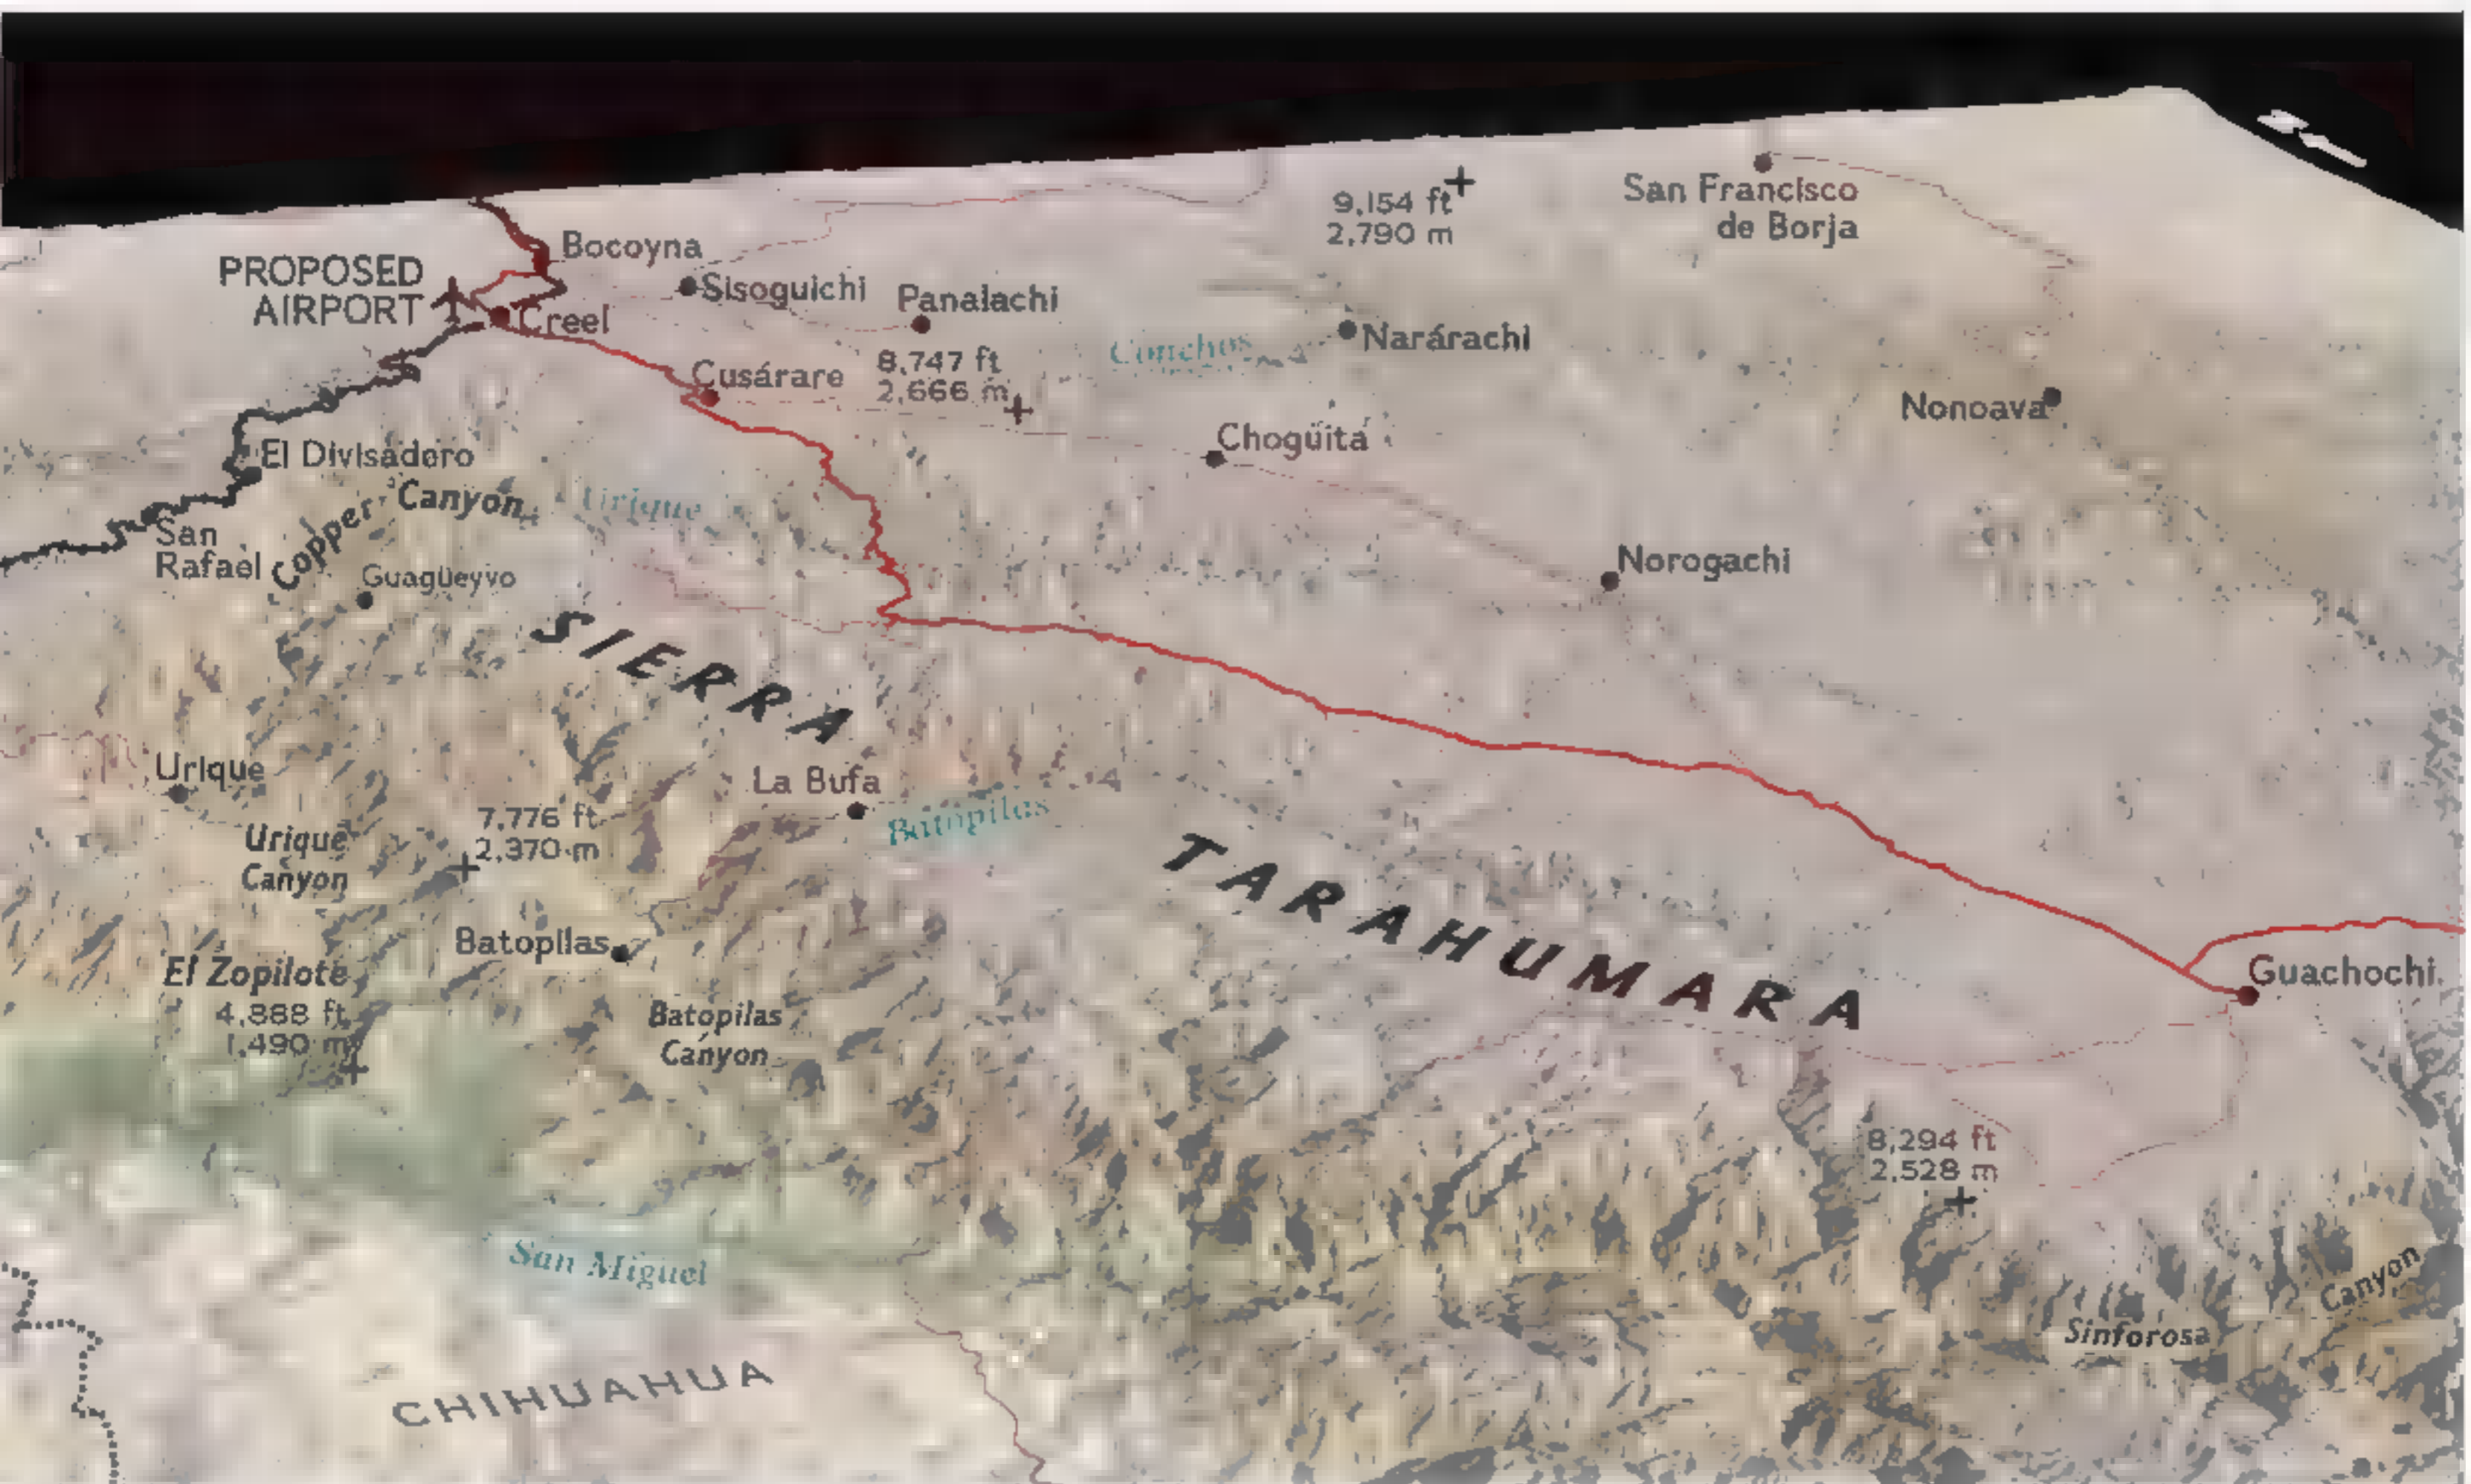 9,154 ft
2,790 m
San Francisco
de Borja
Bocoyna
PROPOSED
AIRPORT
Sisoguichi
Panalachi
Creel
Conchos
Narárachi
Cusárare
8,747 ft
2,666 m
Nonoava
Chogüita
El Divisadero
Copper Canyon
Urique
San
Rafael
Guagüeyvo
Norogachi
SIERRA
Urique
La Bufa
Batopilas
7,776 ft
2,370 m
Urique
Canyon
TARAHUMARA
Batopilas
El Zopilote
4,888 ft
1,490 m
Guachochi
Batopilas
Canyon
8,294 ft
2,528 m
San Miguel
Sinforosa Canyon
CHIHUAHUA